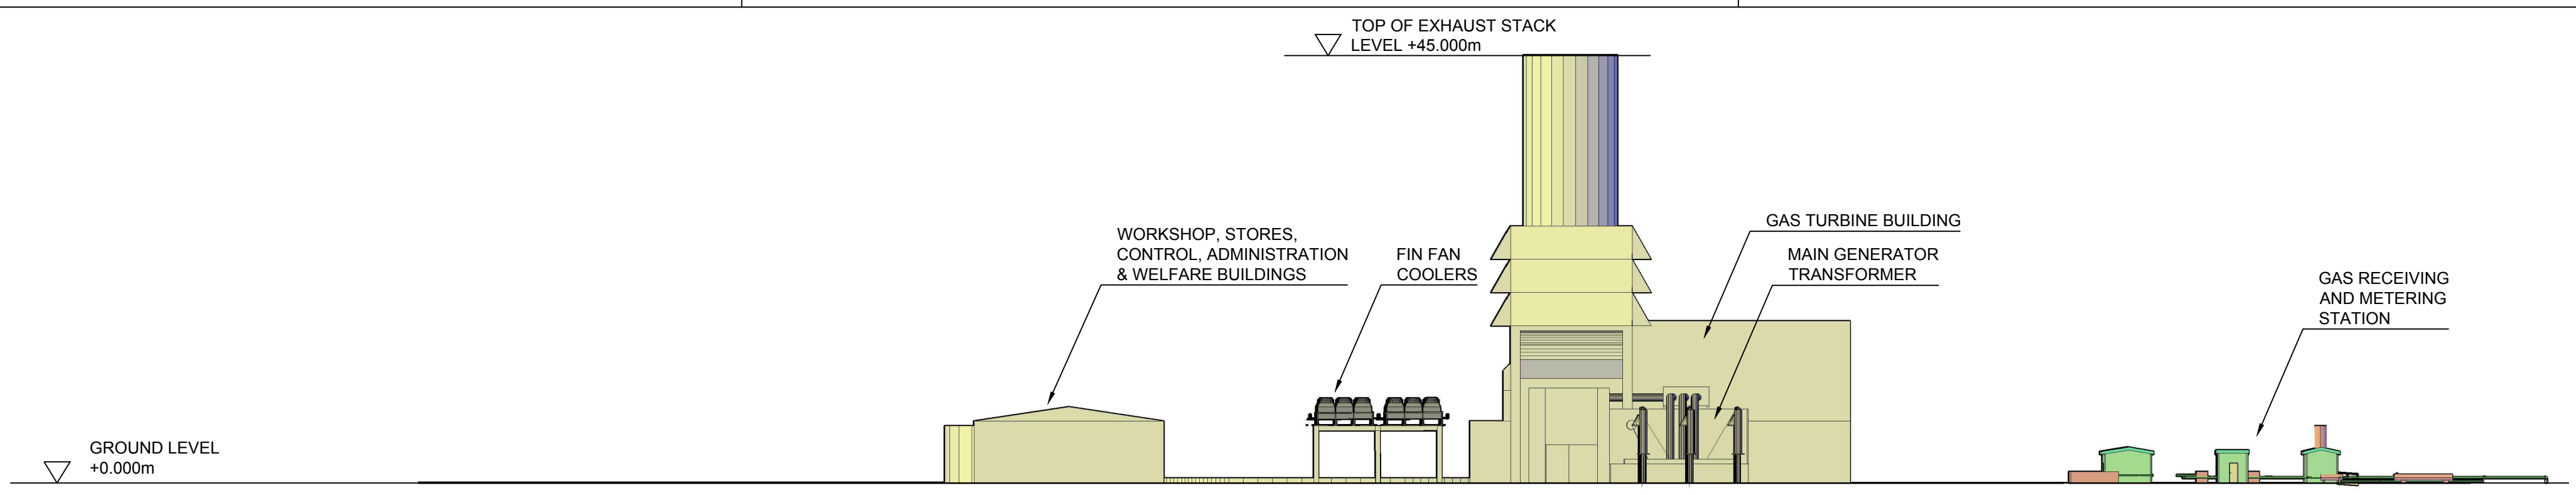 TOP OF EXHAUST STACK
LEVEL +45.000m
GAS TURBINE BUILDING
WORKSHOP, STORES,
CONTROL, ADMINISTRATION
& WELFARE BUILDINGS
FIN FAN
COOLERS
MAIN GENERATOR
TRANSFORMER
GAS RECEIVING
AND METERING
STATION
GROUND LEVEL
+0.000m